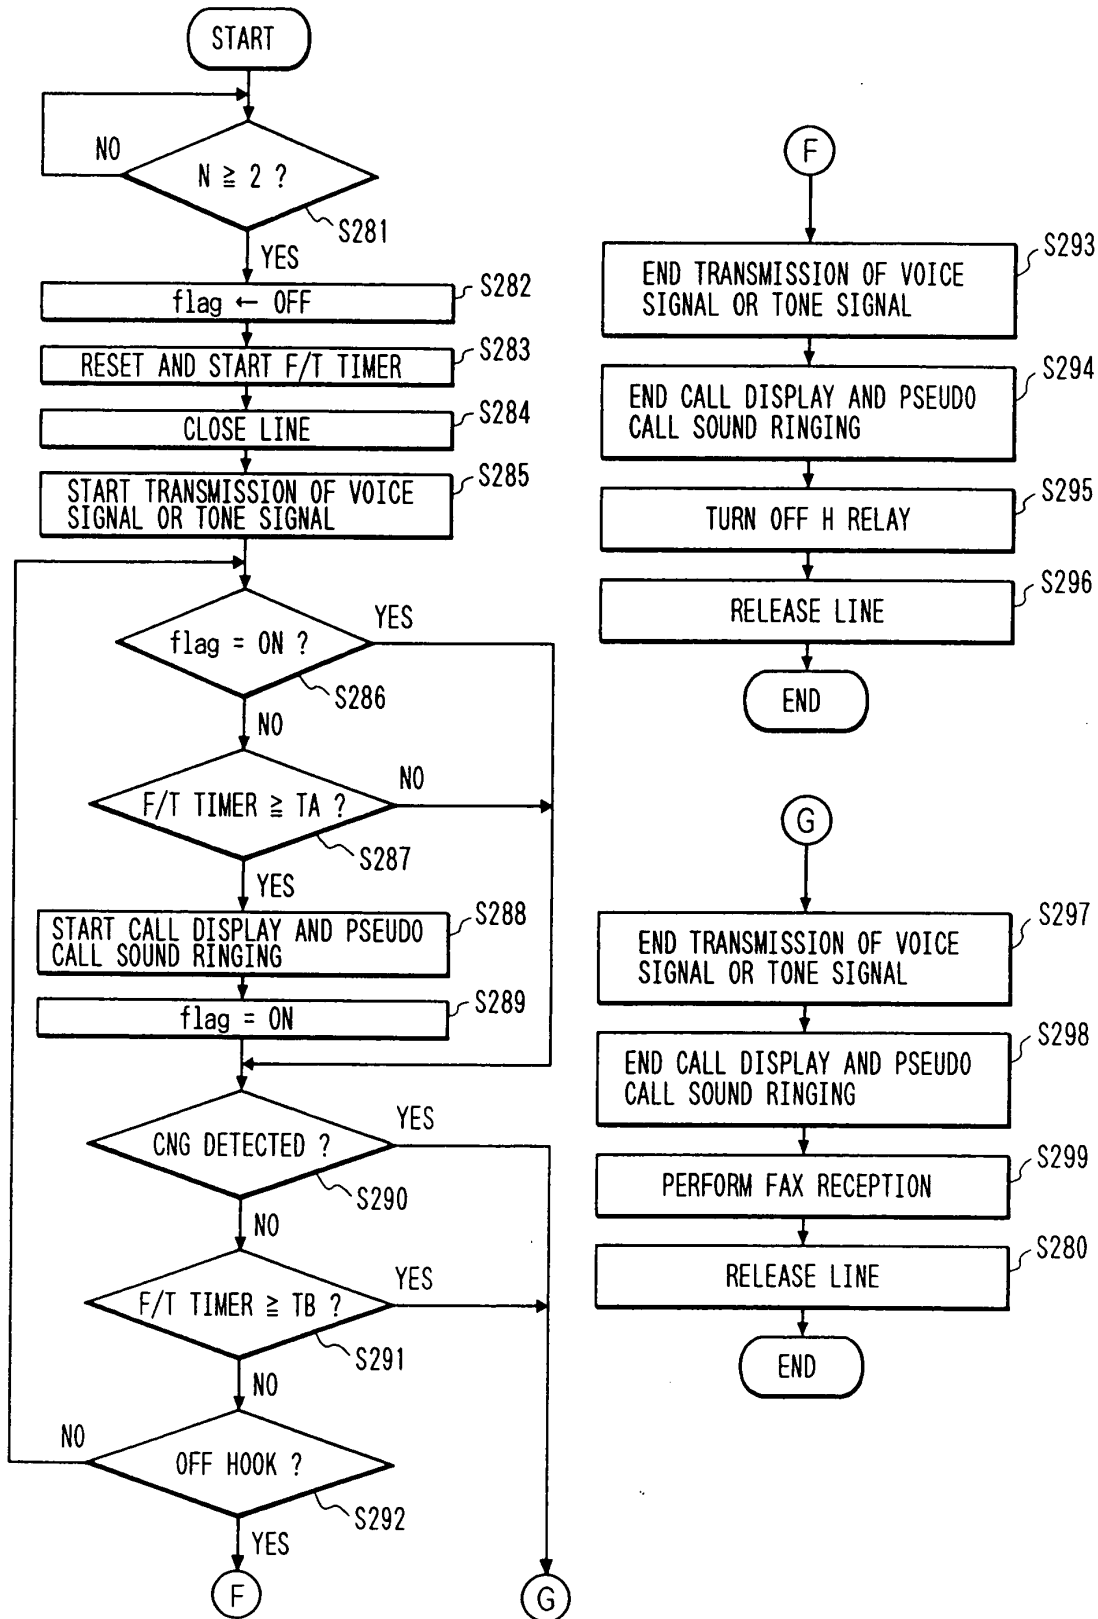 START
NO
N ≧ 2 ?
S281
YES
flag ← OFF
S282
RESET AND START F/T TIMER
S283
CLOSE LINE
S284
START TRANSMISSION OF VOICE
SIGNAL OR TONE SIGNAL
S285
flag = ON ?
YES
S286
NO
F/T TIMER ≧ TA ?
NO
S287
YES
START CALL DISPLAY AND PSEUDO
CALL SOUND RINGING
S288
flag = ON
S289
CNG DETECTED ?
YES
S290
NO
F/T TIMER ≧ TB ?
YES
S291
NO
NO
OFF HOOK ?
S292
YES
F
G
F
END TRANSMISSION OF VOICE
SIGNAL OR TONE SIGNAL
S293
END CALL DISPLAY AND PSEUDO
CALL SOUND RINGING
S294
TURN OFF H RELAY
S295
RELEASE LINE
S296
END
G
END TRANSMISSION OF VOICE
SIGNAL OR TONE SIGNAL
S297
END CALL DISPLAY AND PSEUDO
CALL SOUND RINGING
S298
PERFORM FAX RECEPTION
S299
RELEASE LINE
S280
END